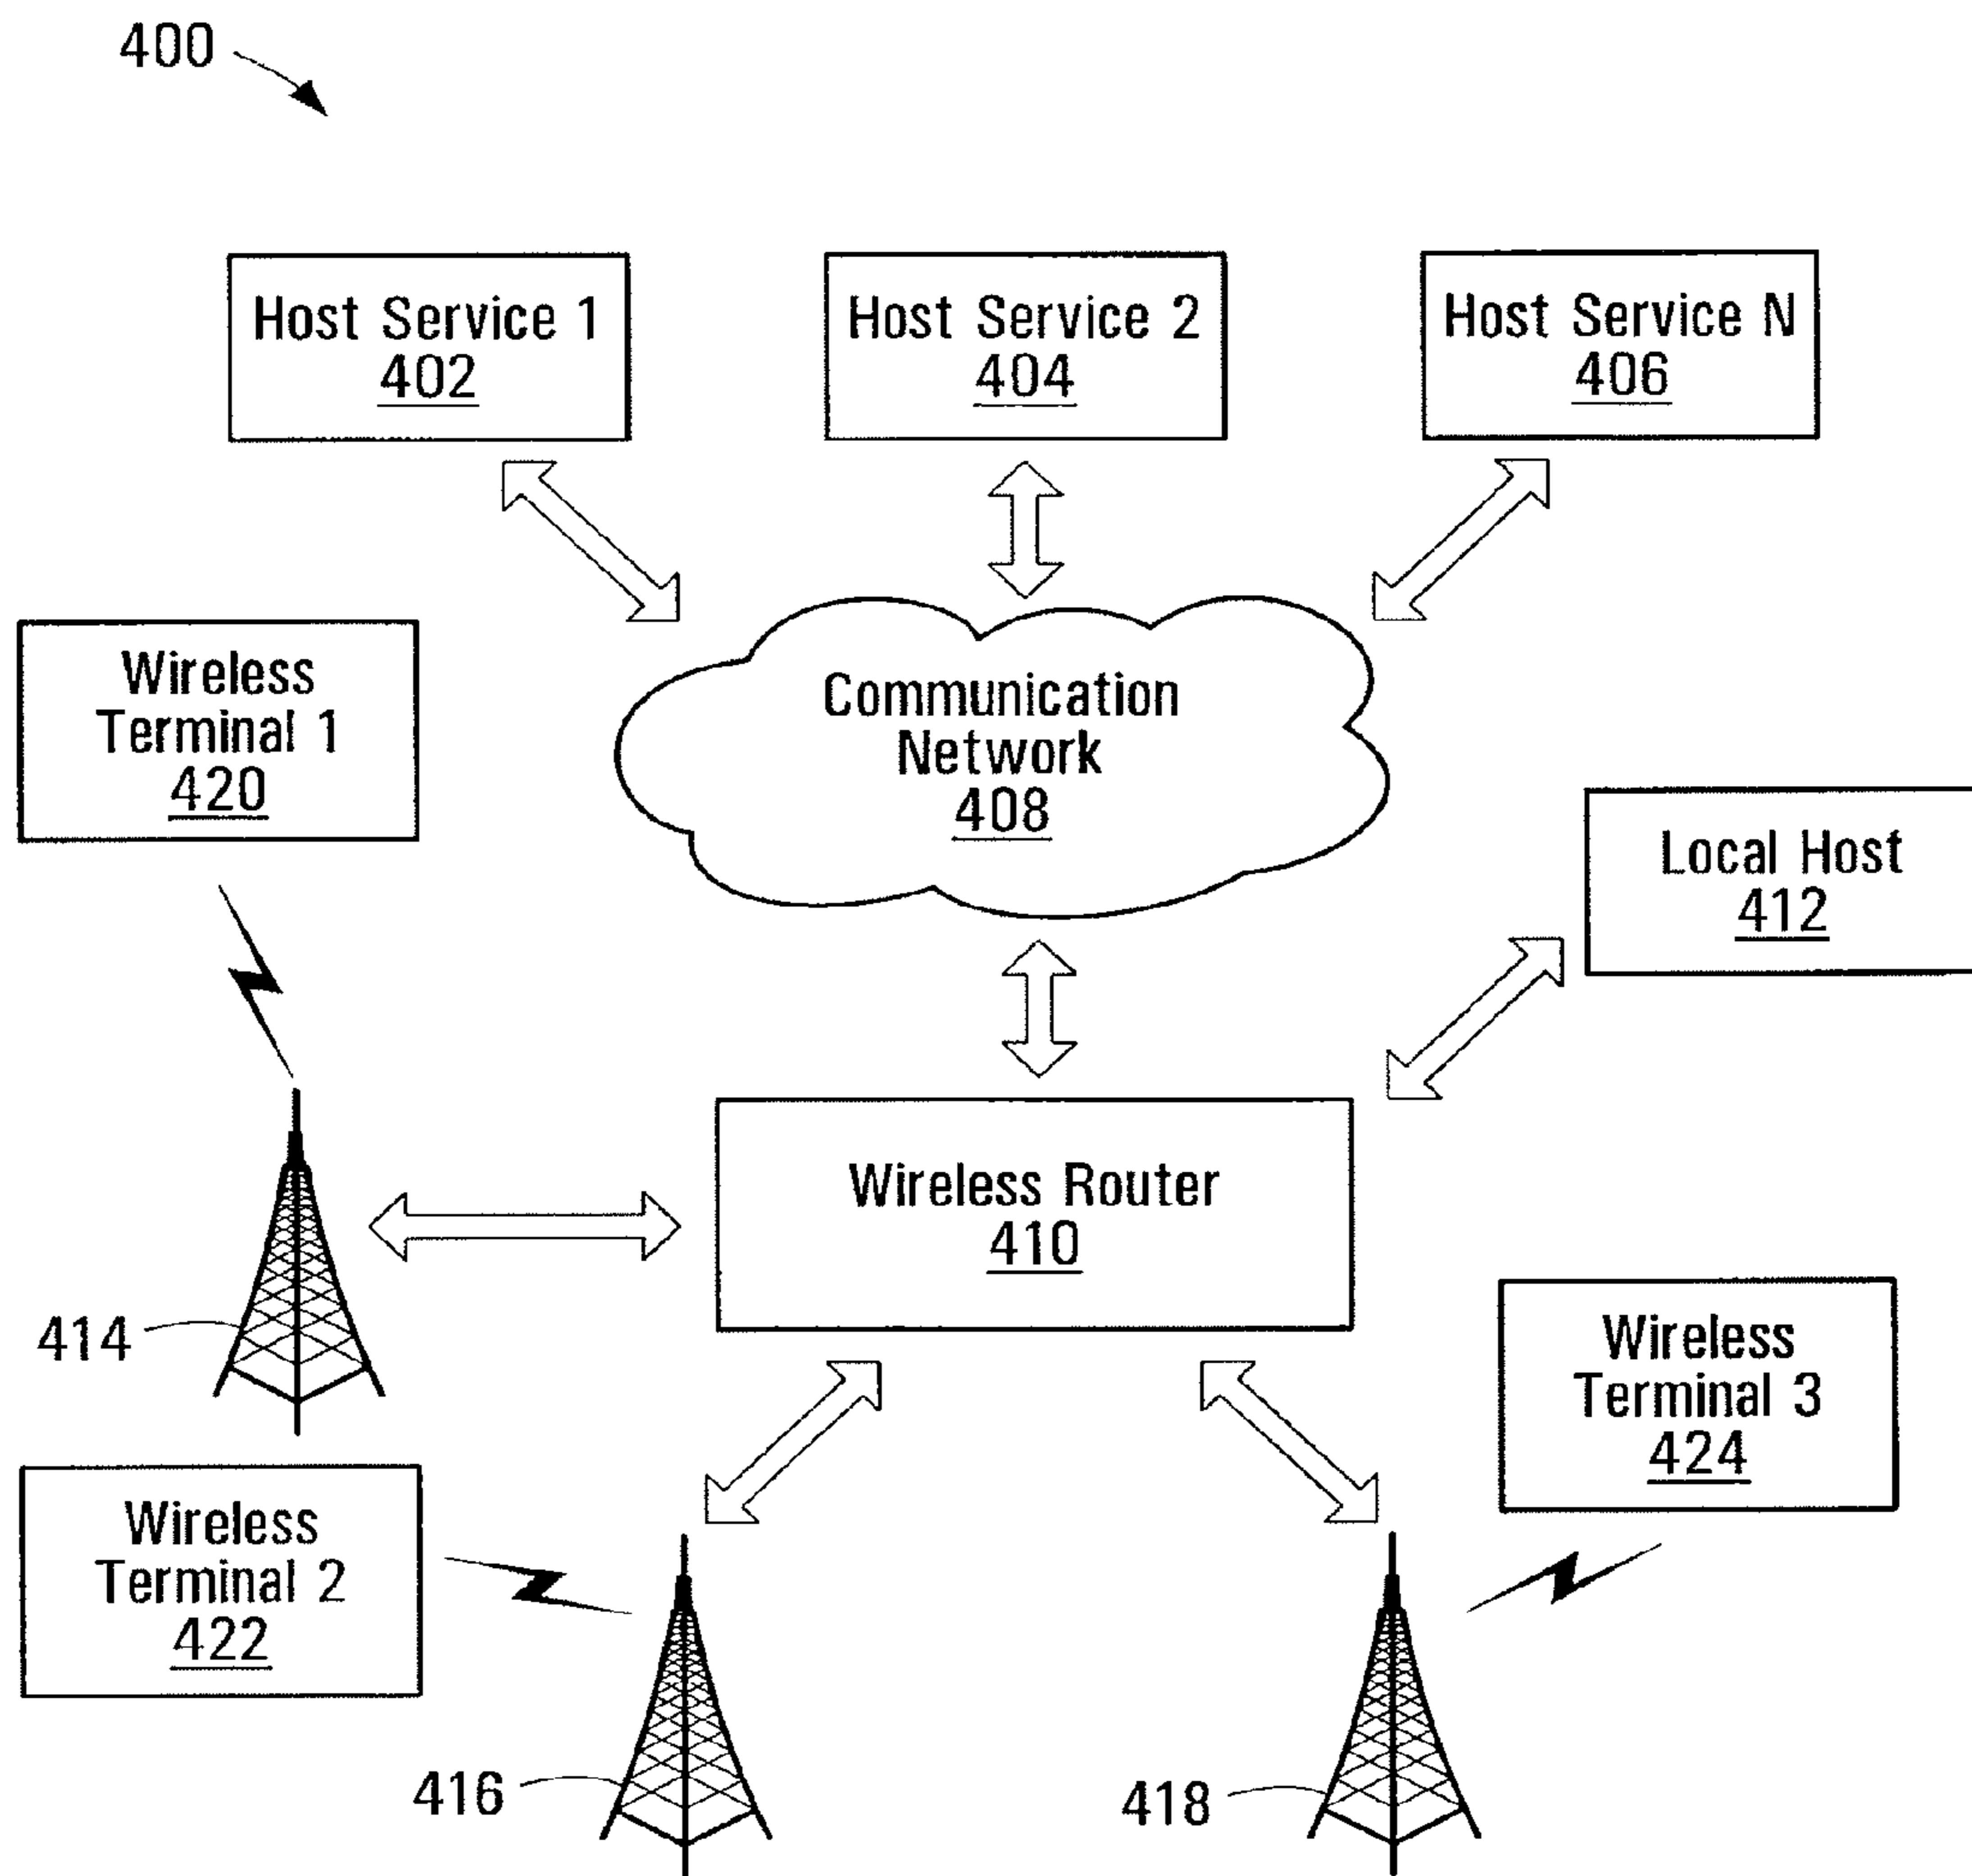 400
Host Service 1
402
Host Service 2
404
Host Service N
406
Wireless
Terminal 1
420
Communication
Network
408
Local Host
412
Wireless Router
410
414
Wireless
Terminal 3
424
Wireless
Terminal 2
422
416
418